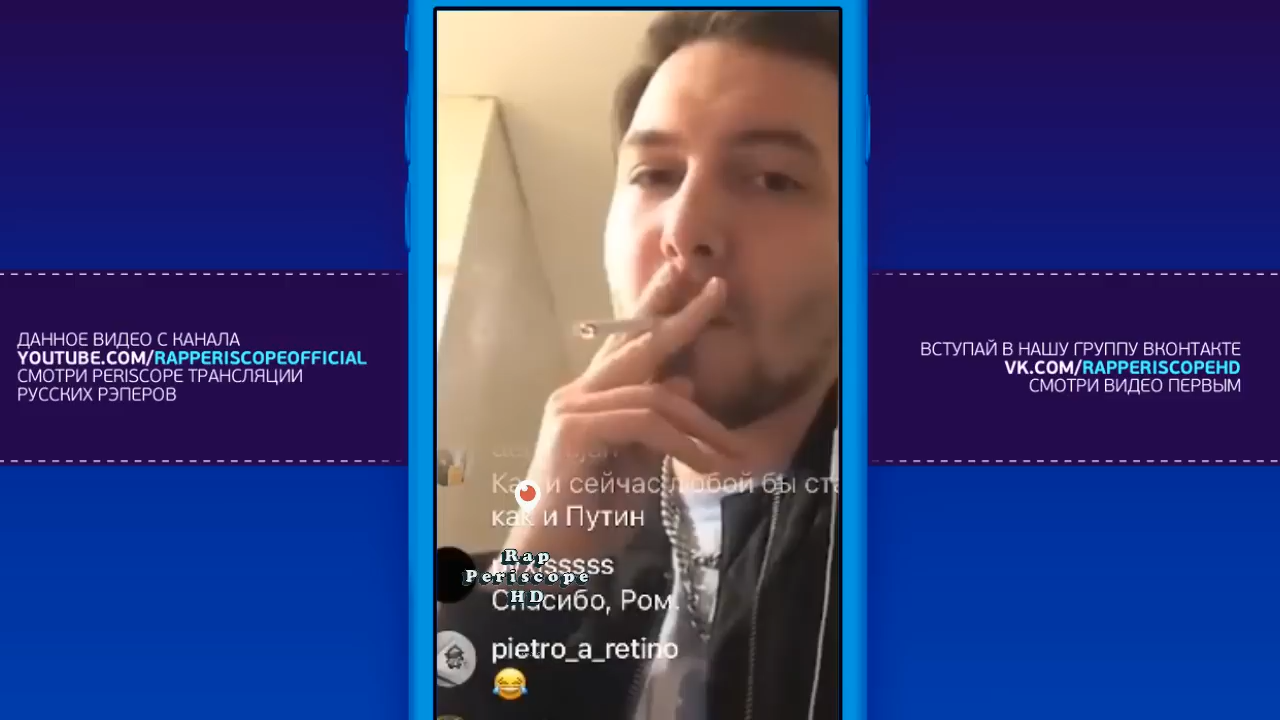 ДАННОЕ ВИДЕО С КАНАЛА
YOUTUBE.COM/RAPPERISCOPEOFFICIAL
СМОТРИ PERISCOPE ТРАНСЛЯЦИИ
РУССКИХ РЭПЕРОВ
Как и сейчас любой бы
как и Путин
Rap
Periscope
HD
Спасибо, Ром.
pietro_a_retino
😂
ВСТУПАЙ В НАШУ ГРУППУ ВКОНТАКТЕ
VK.COM/RAPPERISCOPEHD
СМОТРИ ВИДЕО ПЕРВЫМ